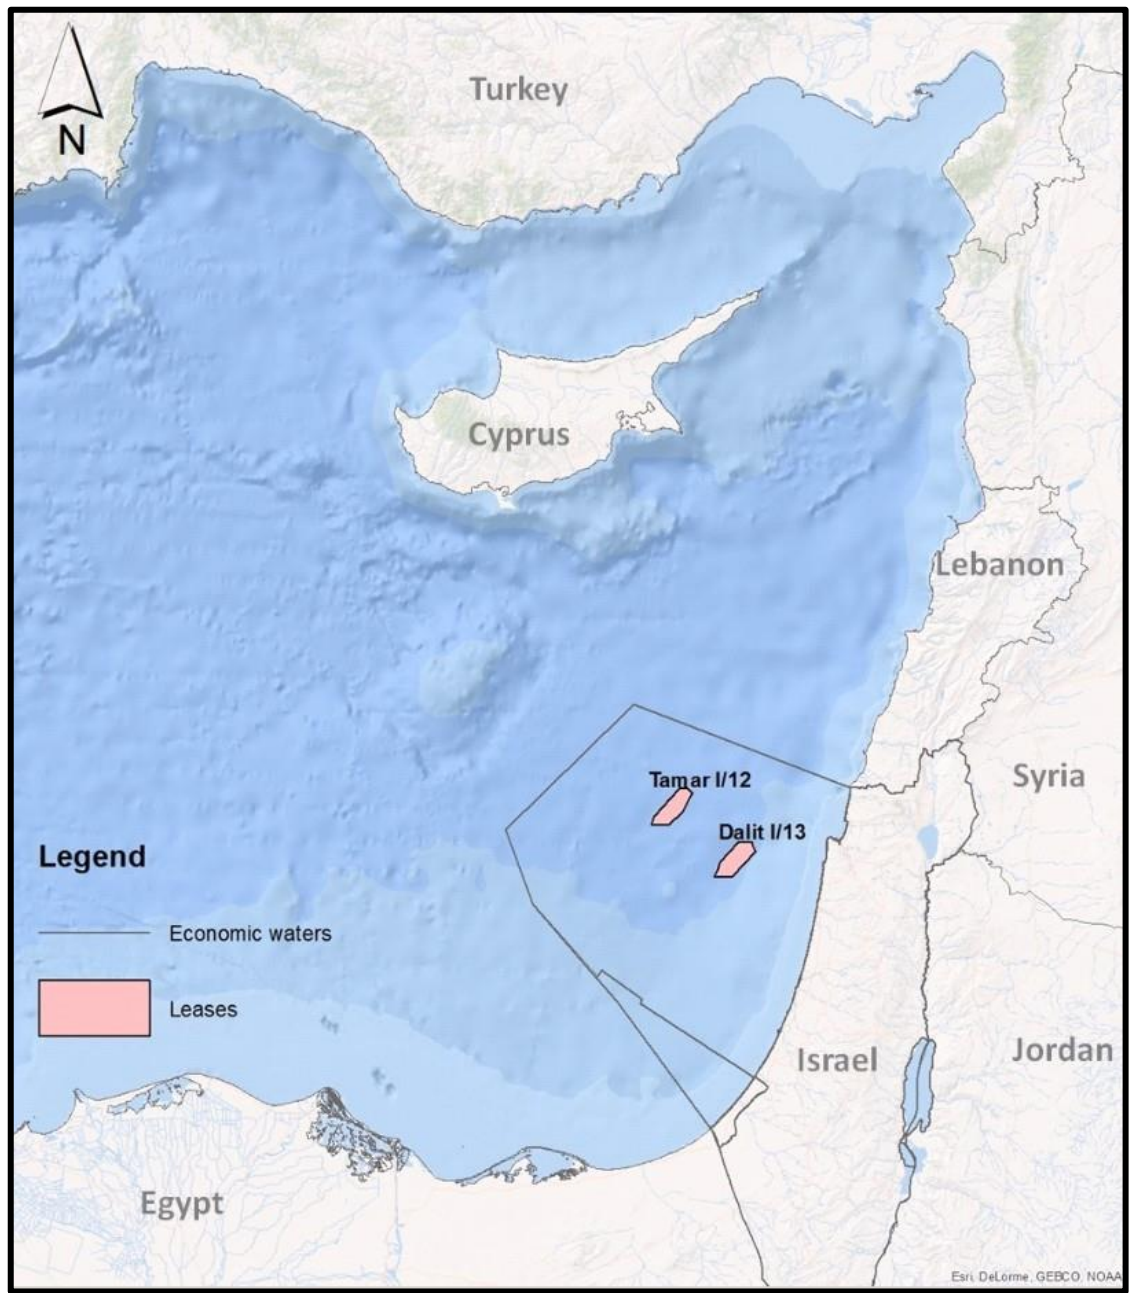 Turkey
N
Cyprus
Lebanon
Tamar I/12
Syria
Dalit I/13
Legend
Economic waters
Leases
Israel
Jordan
Egypt
Esri, DeLorme, GEBCO, NOAA